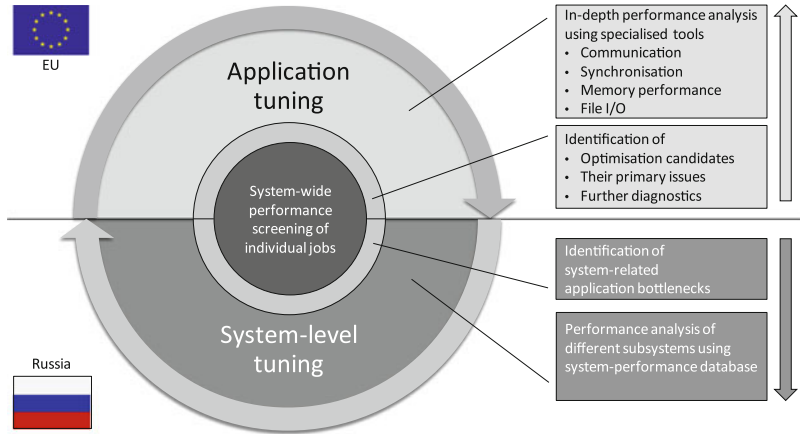 EU
Application
tuning
System-wide
performance
screening of
individual jobs
System-level
tuning
Russia
In-depth performance analysis
using specialised tools
• Communication
• Synchronisation
• Memory performance
• File I/O
Identification of
• Optimisation candidates
• Their primary issues
• Further diagnostics
Identification of
system-related
application bottlenecks
Performance analysis of
different subsystems using
system-performance database